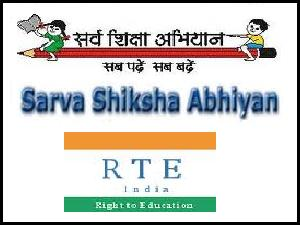 सर्व शिक्षा अभियान
सब पढ़ें सब बढ़ें
Sarva Shiksha Abhiyan
RTE
India
Right to Education